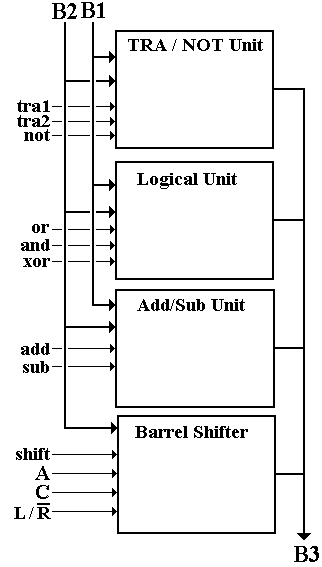 B2 B1
TRA / NOT Unit
tra1
tra2
not
Logical Unit
or
and
xor
Add/Sub Unit
add
sub
Barrel Shifter
shift
A
C
L / R̅
B3